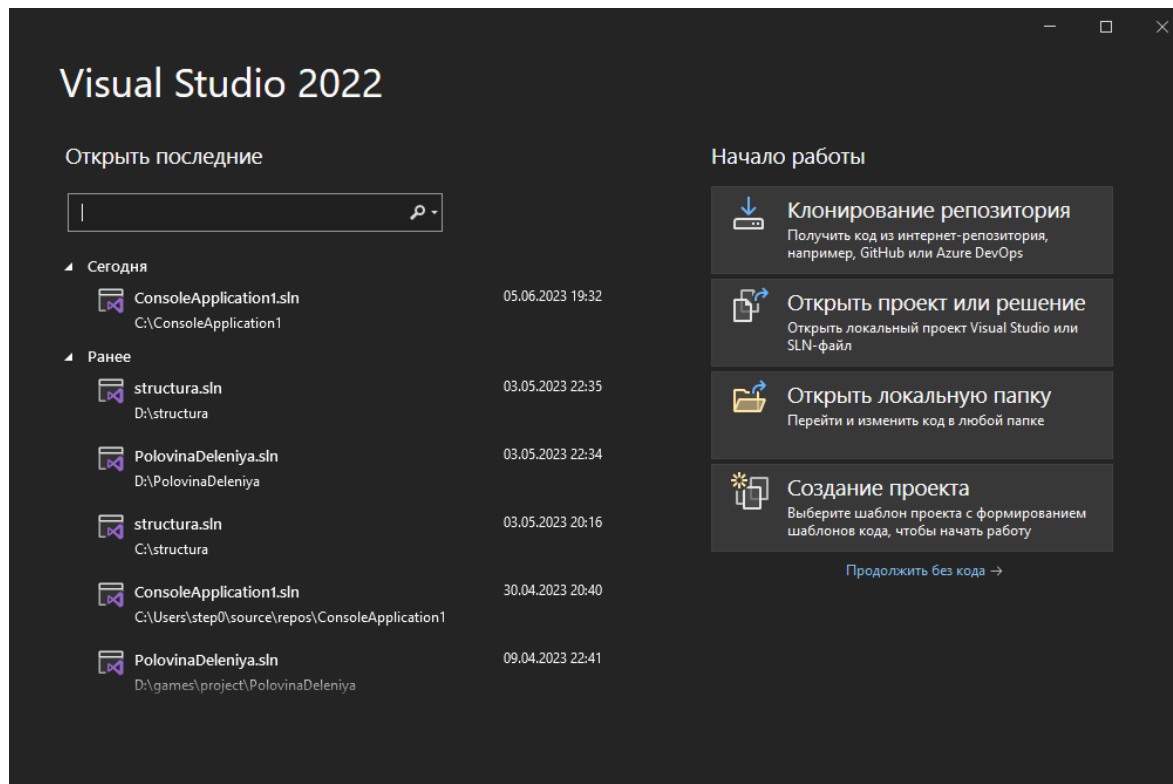 Visual Studio 2022
Открыть последние
Сегодня
ConsoleApplication1.sln 05.06.2023 19:32
C:\ConsoleApplication1
Ранее
structura.sln 03.05.2023 22:35
D:\structura
PolovinaDeleniya.sln 03.05.2023 22:34
D:\PolovinaDeleniya
structura.sln 03.05.2023 20:16
C:\structura
ConsoleApplication1.sln 30.04.2023 20:40
C:\Users\step0\source\repos\ConsoleApplication1
PolovinaDeleniya.sln 09.04.2023 22:41
D:\games\project\PolovinaDeleniya
Начало работы
Клонирование репозитория
Получить код из интернет-репозитория,
например, GitHub или Azure DevOps
Открыть проект или решение
Открыть локальный проект Visual Studio или
SLN-файл
Открыть локальную папку
Перейти и изменить код в любой папке
Создание проекта
Выберите шаблон проекта с формированием
шаблонов кода, чтобы начать работу
Продолжить без кода →